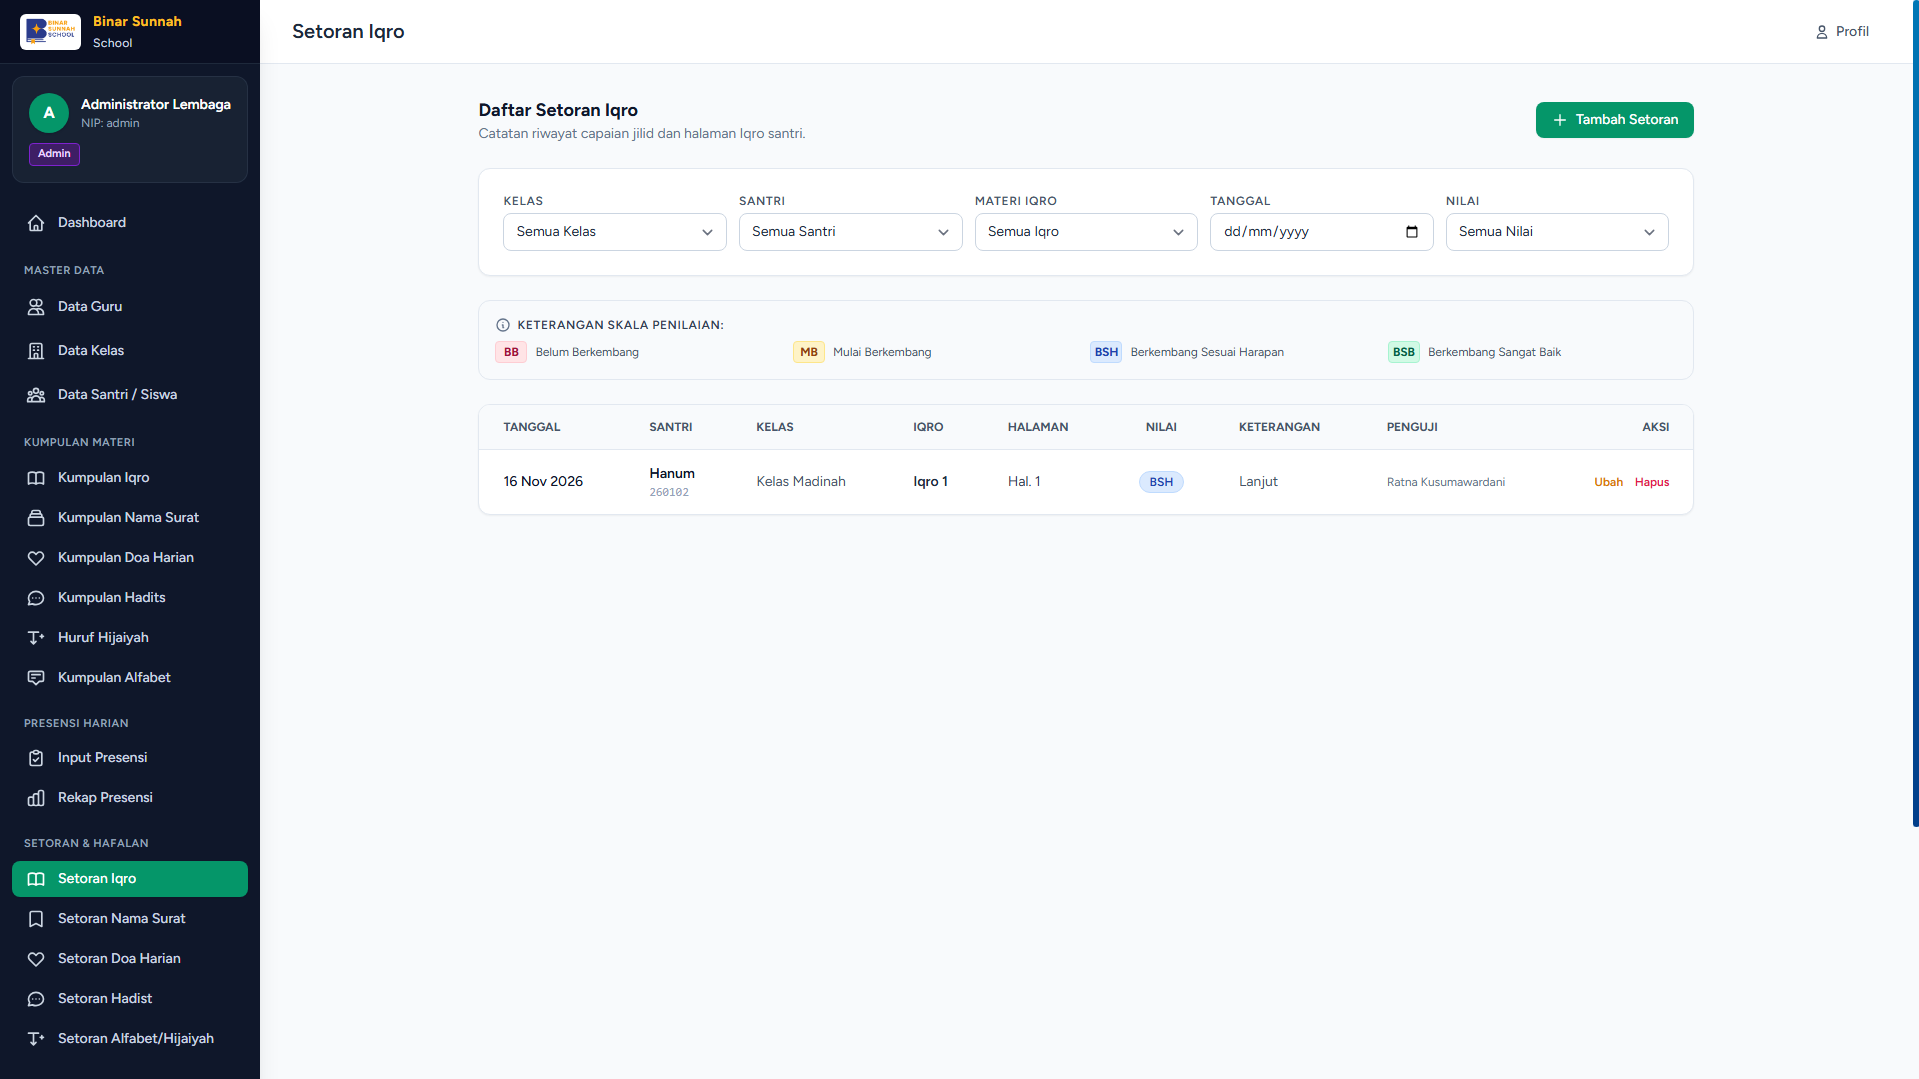 BINAR
SUNNAH
SCHOOL
Binar Sunnah
School
A
Administrator Lembaga
NIP: admin
Admin
Dashboard
MASTER DATA
Data Guru
Data Kelas
Data Santri / Siswa
KUMPULAN MATERI
Kumpulan Iqro
Kumpulan Nama Surat
Kumpulan Doa Harian
Kumpulan Hadits
Huruf Hijaiyah
Kumpulan Alfabet
PRESENSI HARIAN
Input Presensi
Rekap Presensi
SETORAN & HAFALAN
Setoran Iqro
Setoran Nama Surat
Setoran Doa Harian
Setoran Hadist
Setoran Alfabet/Hijaiyah
Setoran Iqro
Profil
Daftar Setoran Iqro
Catatan riwayat capaian jilid dan halaman Iqro santri.
Tambah Setoran
KELAS SANTRI MATERI IQRO TANGGAL NILAI
Semua Kelas Semua Santri Semua Iqro dd/mm/yyyy Semua Nilai
KETERANGAN SKALA PENILAIAN:
BB Belum Berkembang MB Mulai Berkembang BSH Berkembang Sesuai Harapan BSB Berkembang Sangat Baik
TANGGAL SANTRI KELAS IQRO HALAMAN NILAI KETERANGAN PENGUJI AKSI
16 Nov 2026 Hanum Kelas Madinah Iqro 1 Hal. 1 BSH Lanjut Ratna Kusumawardani Ubah Hapus
260102